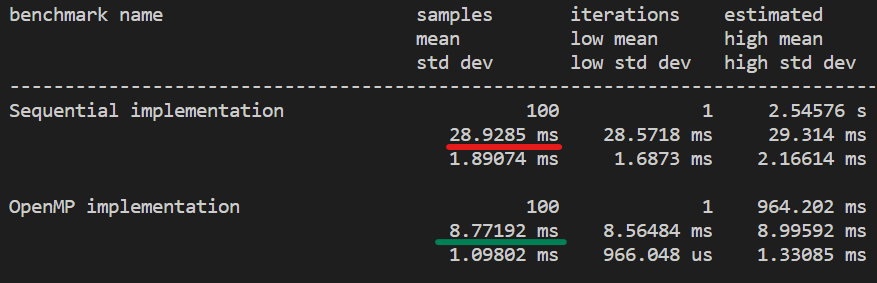 benchmark name samples iterations estimated
mean low mean high mean
std dev low std dev high std dev
-------------------------------------------------------------------------------
Sequential implementation 100 1 2.54576 s
28.9285 ms 28.5718 ms 29.314 ms
1.89074 ms 1.6873 ms 2.16614 ms
OpenMP implementation 100 1 964.202 ms
8.77192 ms 8.56484 ms 8.99592 ms
1.09802 ms 966.048 us 1.33085 ms